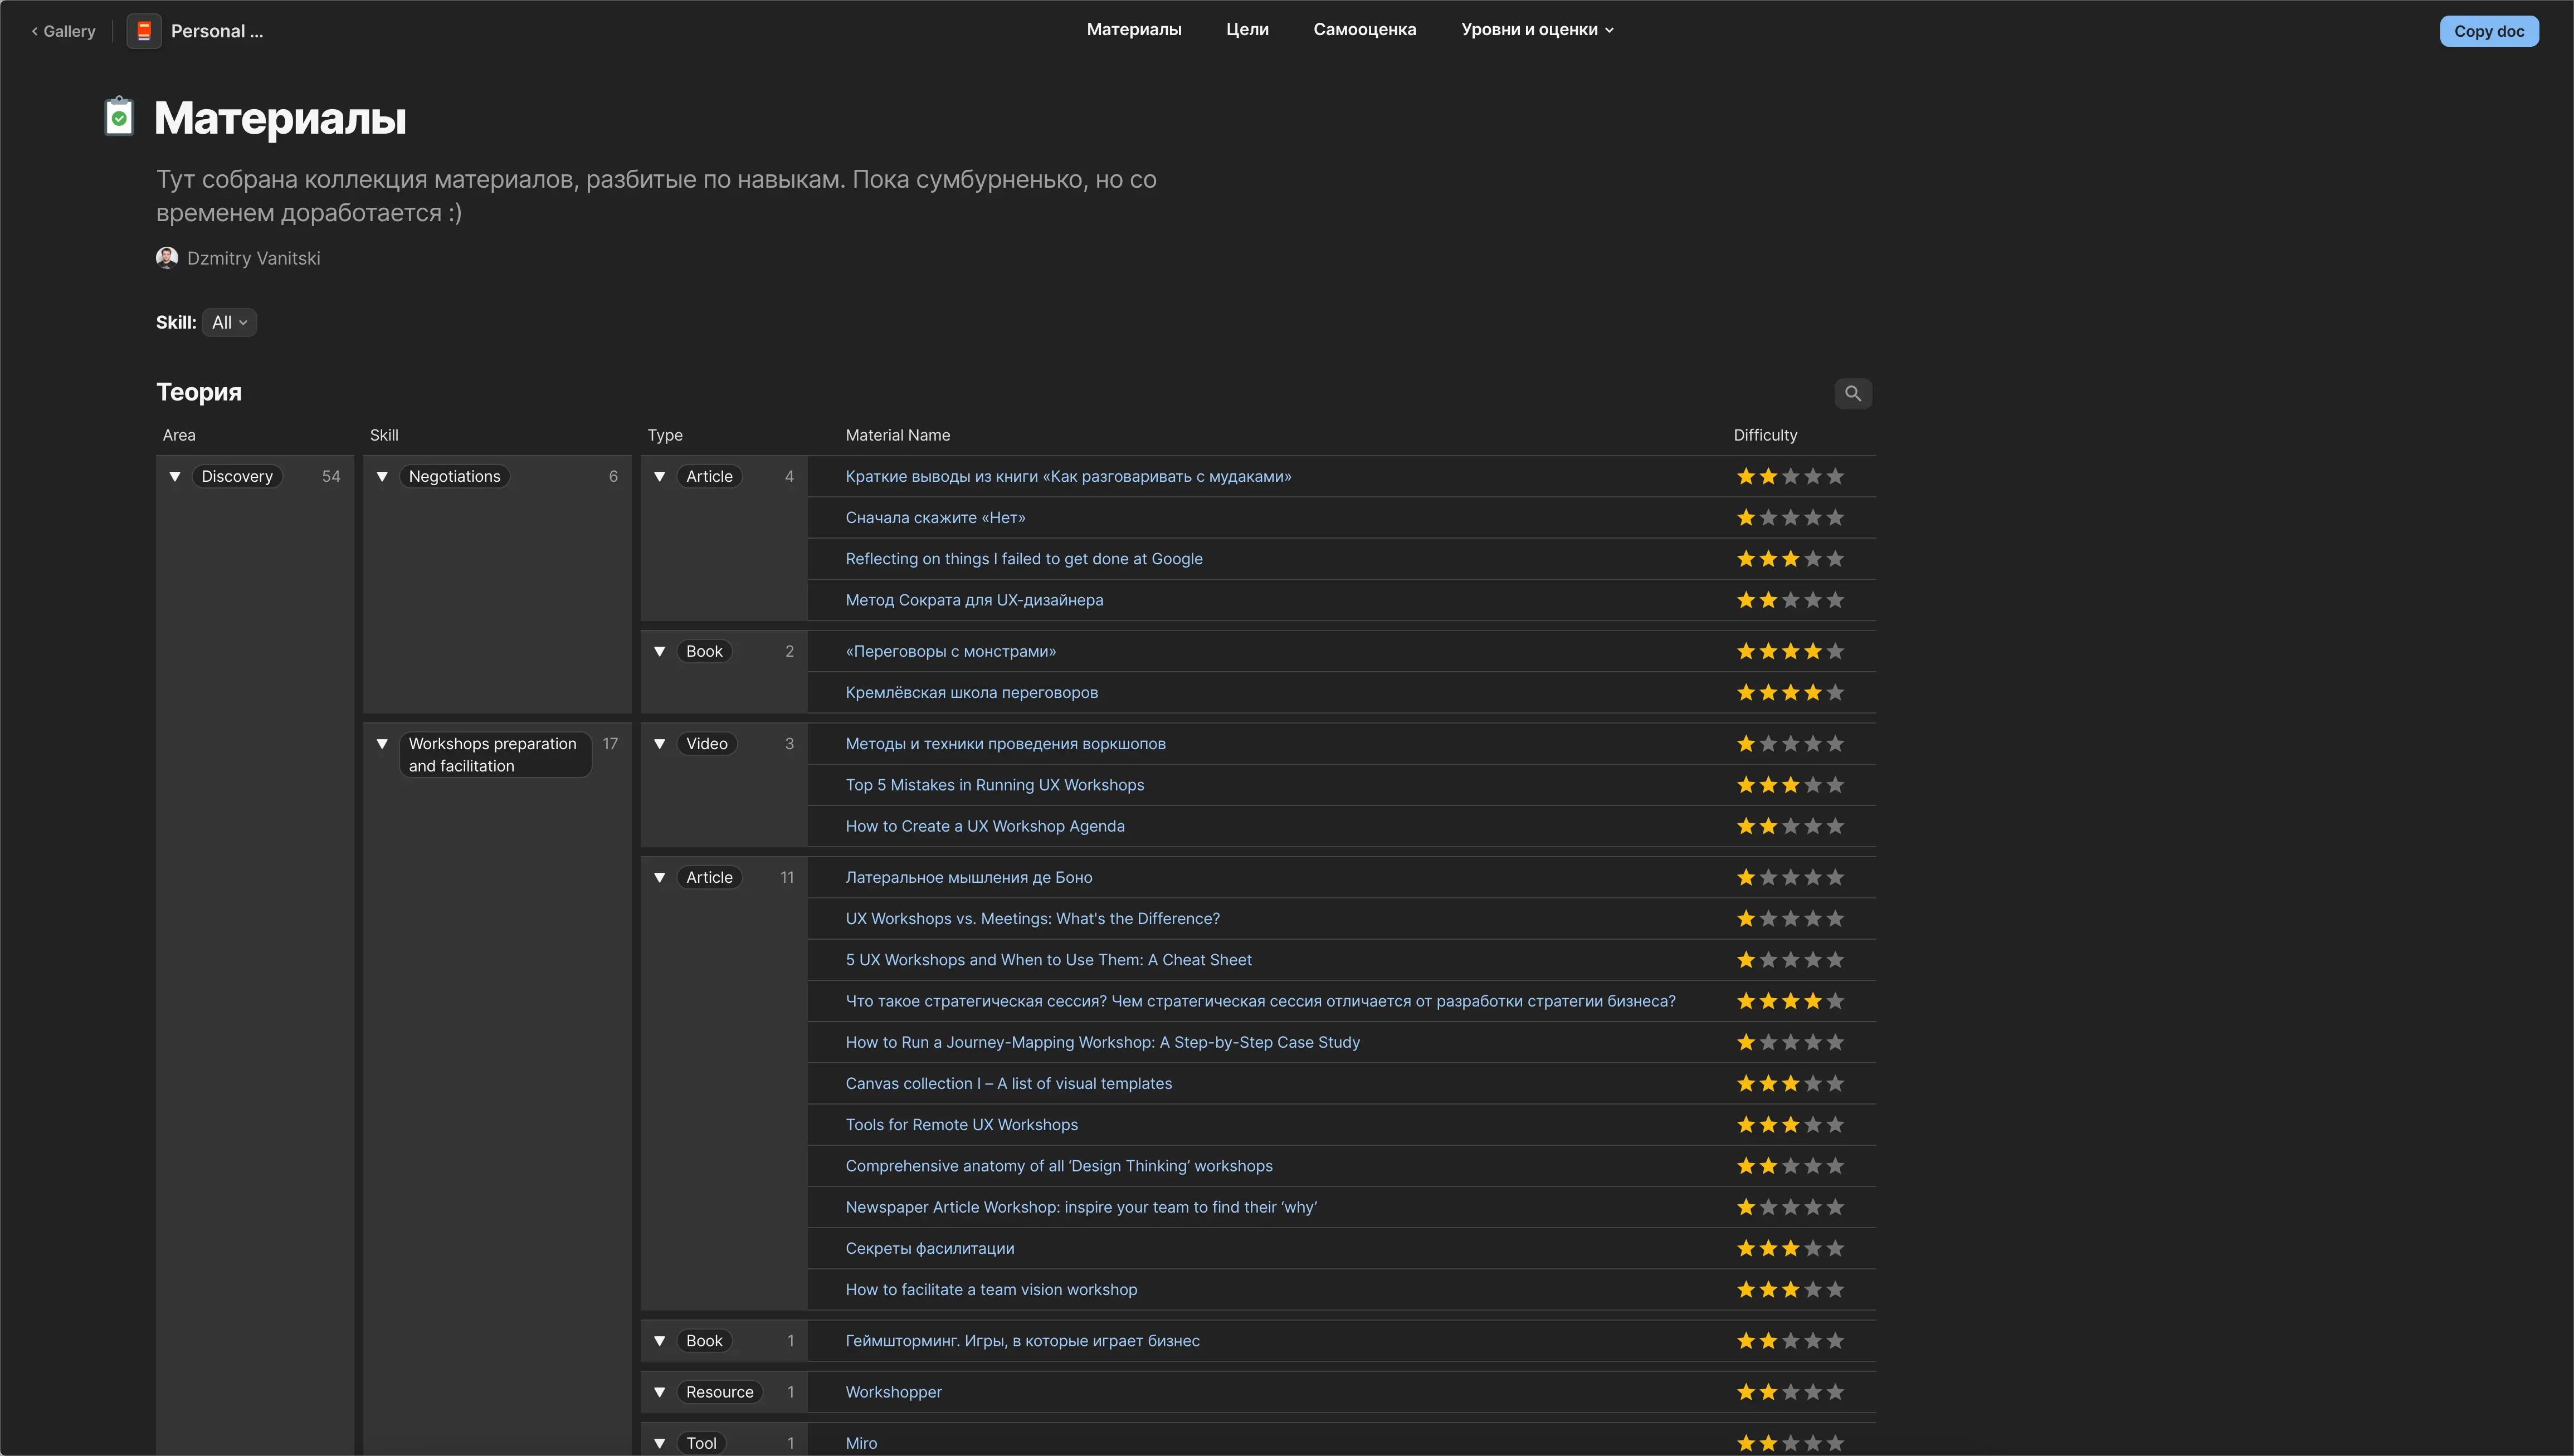 Gallery
Personal ...
Материалы Цели Самооценка Уровни и оценки
Copy doc
Материалы
Тут собрана коллекция материалов, разбитые по навыкам. Пока сумбурненько, но со
временем доработается :)
Dzmitry Vanitski
Skill: All
Теория
Area Skill Type Material Name Difficulty
Discovery 54 Negotiations 6 Article 4 Краткие выводы из книги «Как разговаривать с мудаками»
Сначала скажите «Нет»
Reflecting on things I failed to get done at Google
Метод Сократа для UX-дизайнера
Book 2 «Переговоры с монстрами»
Кремлёвская школа переговоров
Workshops preparation
and facilitation
17 Video 3 Методы и техники проведения воркшопов
Top 5 Mistakes in Running UX Workshops
How to Create a UX Workshop Agenda
Article 11 Латеральное мышления де Боно
UX Workshops vs. Meetings: What's the Difference?
5 UX Workshops and When to Use Them: A Cheat Sheet
Что такое стратегическая сессия? Чем стратегическая сессия отличается от разработки стратегии бизнеса?
How to Run a Journey-Mapping Workshop: A Step-by-Step Case Study
Canvas collection I – A list of visual templates
Tools for Remote UX Workshops
Comprehensive anatomy of all ‘Design Thinking’ workshops
Newspaper Article Workshop: inspire your team to find their ‘why’
Секреты фасилитации
How to facilitate a team vision workshop
Book 1 Геймшторминг. Игры, в которые играет бизнес
Resource 1 Workshopper
Tool 1 Miro